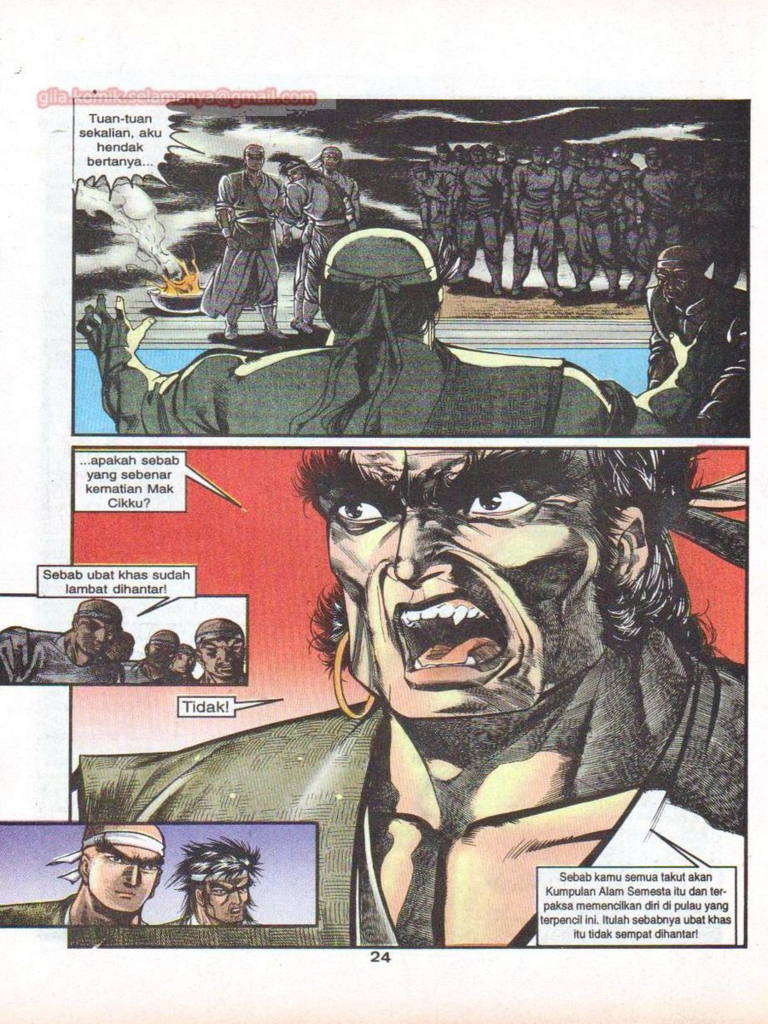 gila.komik.selamanya@gmail.com
Tuan-tuan
sekalian, aku
hendak
bertanya...
...apakah sebab
yang sebenar
kematian Mak
Cikku?
Sebab ubat khas sudah
lambat dihantar!
Tidak!
Sebab kamu semua takut akan
Kumpulan Alam Semesta itu dan ter-
paksa memencilkan diri di pulau yang
terpencil ini. Itulah sebabnya ubat khas
itu tidak sempat dihantar!
24